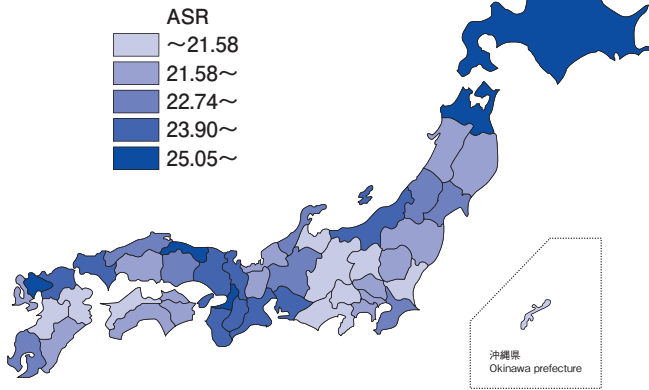 ASR
～21.58
21.58～
22.74～
23.90～
25.05～
沖縄県
Okinawa prefecture